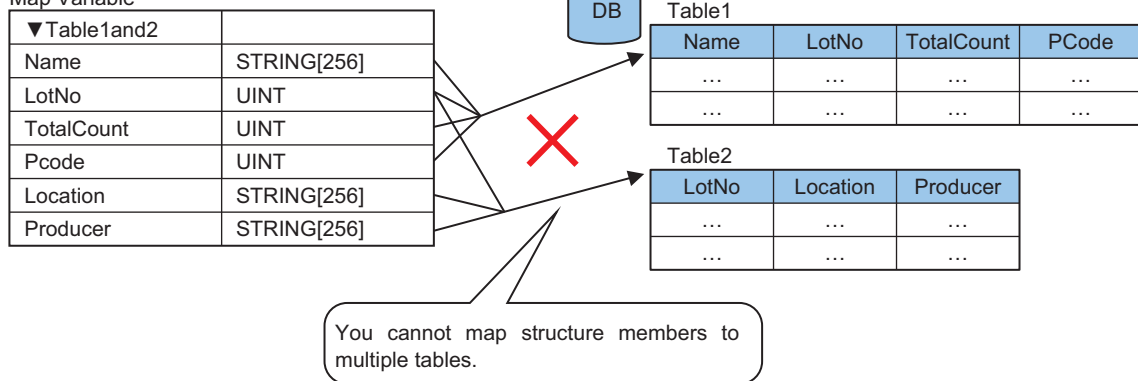 Map Variable
▼Table1and2
Name STRING[256]
LotNo UINT
TotalCount UINT
Pcode UINT
Location STRING[256]
Producer STRING[256]
DB
Table1
Name LotNo TotalCount PCode
… … … …
… … … …
Table2
LotNo Location Producer
… … …
… … …
You cannot map structure members to
multiple tables.